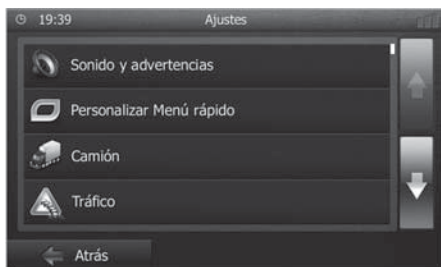 19:39 Ajustes
Sonido y advertencias
Personalizar Menú rápido
Camión
Tráfico
Atrás